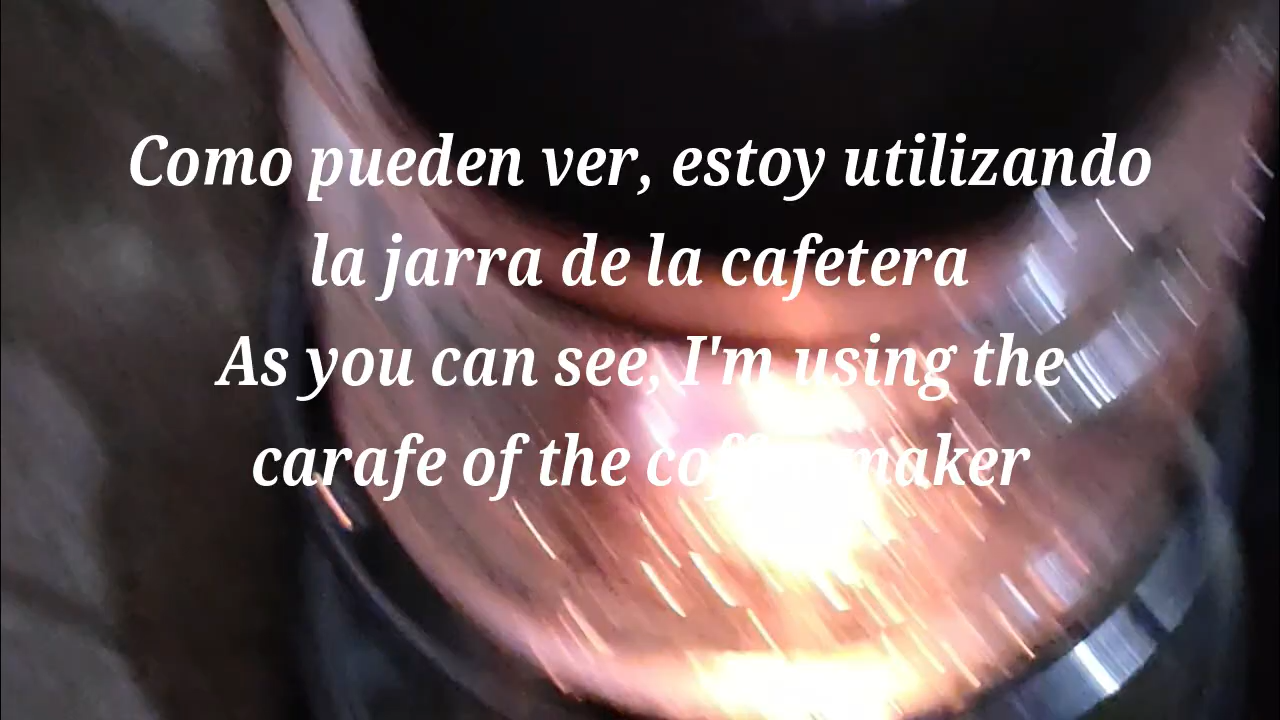 Como pueden ver, estoy utilizando
la jarra de la cafetera
As you can see, I'm using the
carafe of the coffee maker